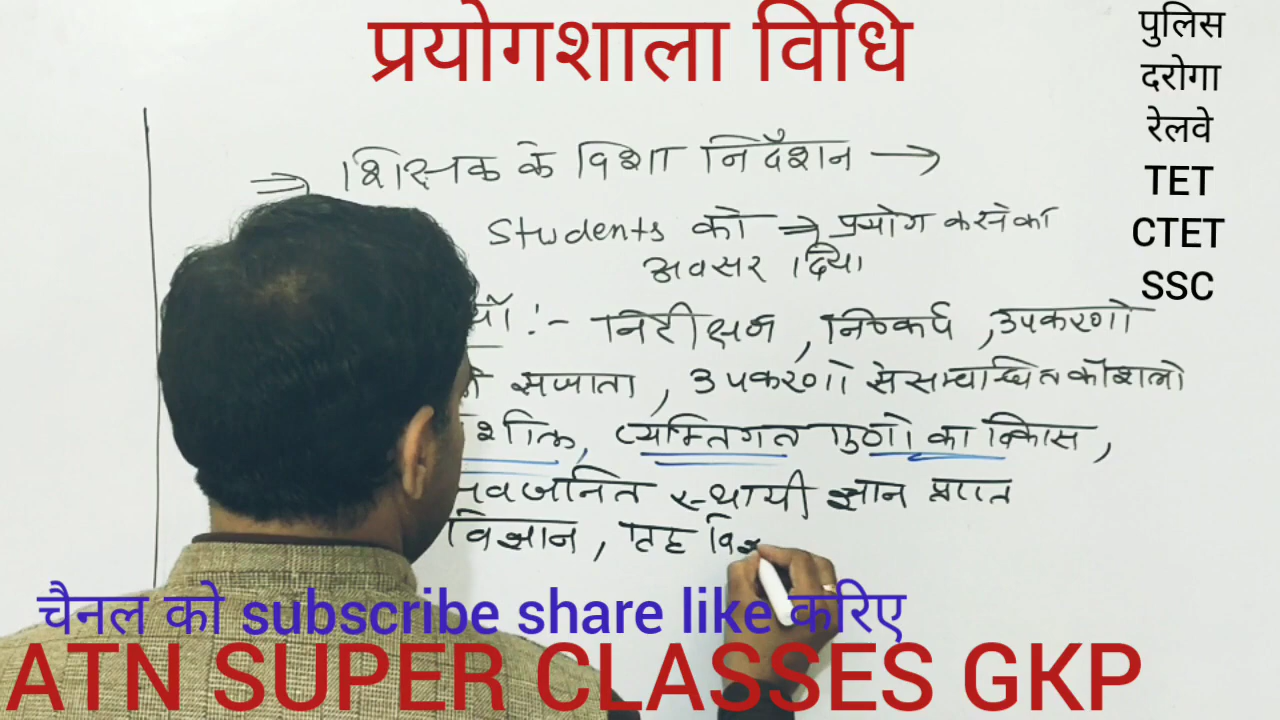 प्रयोगशाला विधि
पुलिस
दरोगा
रेलवे
TET
CTET
SSC
⇒ शिक्षक के दिशा निर्देशन →
Students को ⇒ प्रयोग करने का
अवसर दिया
:- निरीक्षण, निष्कर्ष, उपकरणो
सजाता, उपकरणो से सम्बन्धित कौशलो
व्यक्तिगत गुणो का विकास,
स्थायी ज्ञान प्राप्त
विज्ञान,
चैनल को subscribe share like करिए
ATN SUPER CLASSES GKP